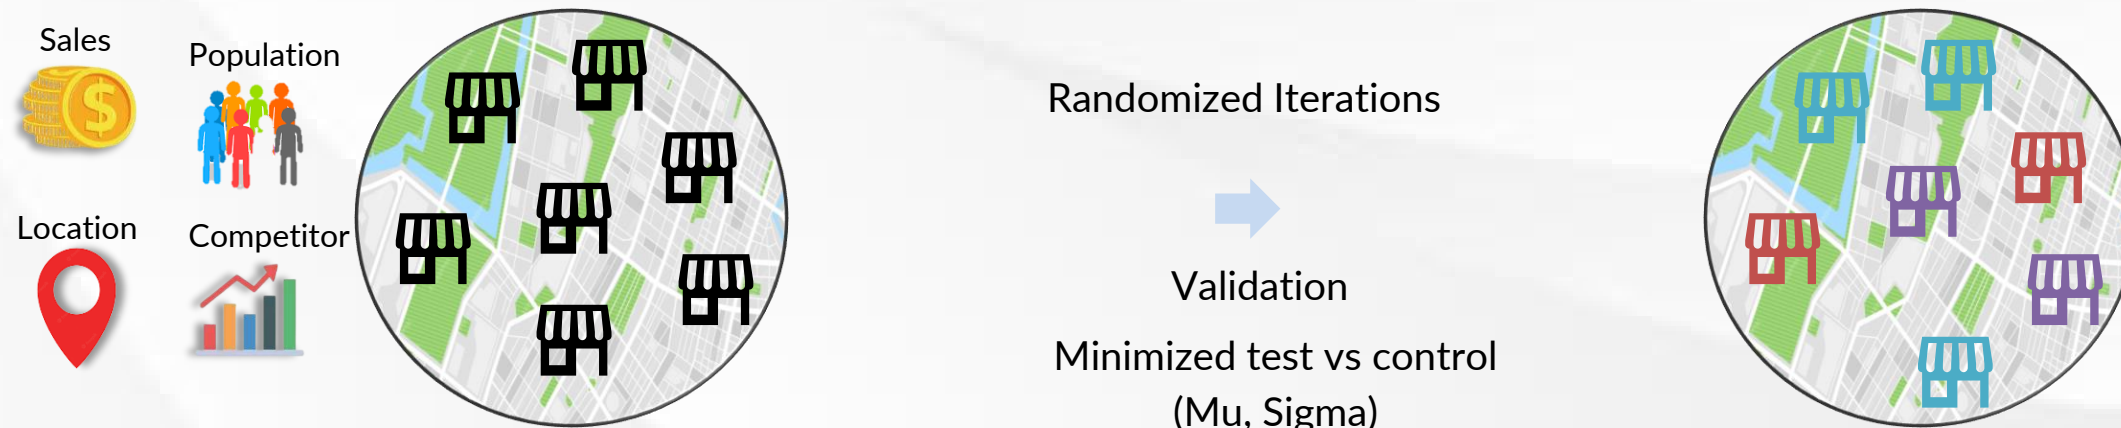 Sales
Population
Location
Competitor
Randomized Iterations
Validation
Minimized test vs control
(Mu, Sigma)